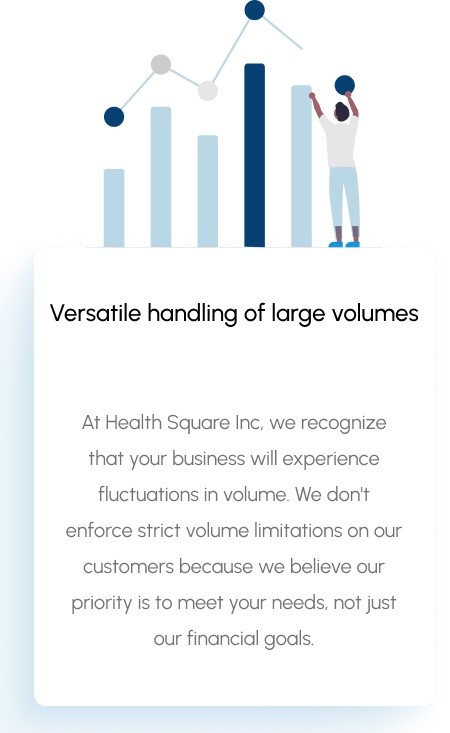 Versatile handling of large volumes
At Health Square Inc, we recognize
that your business will experience
fluctuations in volume. We don't
enforce strict volume limitations on our
customers because we believe our
priority is to meet your needs, not just
our financial goals.